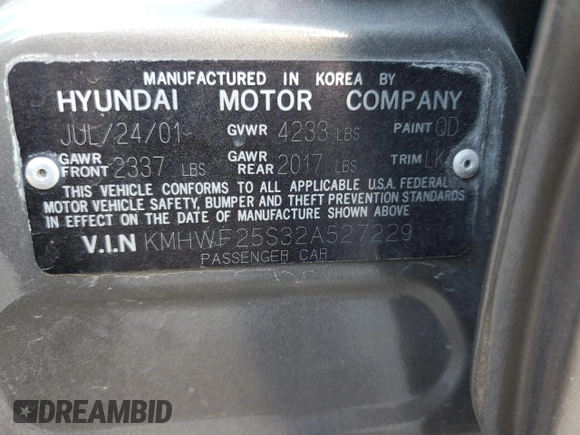 MANUFACTURED IN KOREA BY
HYUNDAI MOTOR COMPANY
JUL/24/01 GVWR 4233 LBS PAINT QD
GAWR FRONT 2337 LBS GAWR REAR 2017 LBS TRIM LK
THIS VEHICLE CONFORMS TO ALL APPLICABLE U.S.A. FEDERAL
MOTOR VEHICLE SAFETY, BUMPER AND THEFT PREVENTION STANDARDS
IN EFFECT ON THE DATE OF MANUFACTURE SHOWN ABOVE
V.I.N KMHWF25S32A527229
PASSENGER CAR
DREAMBID